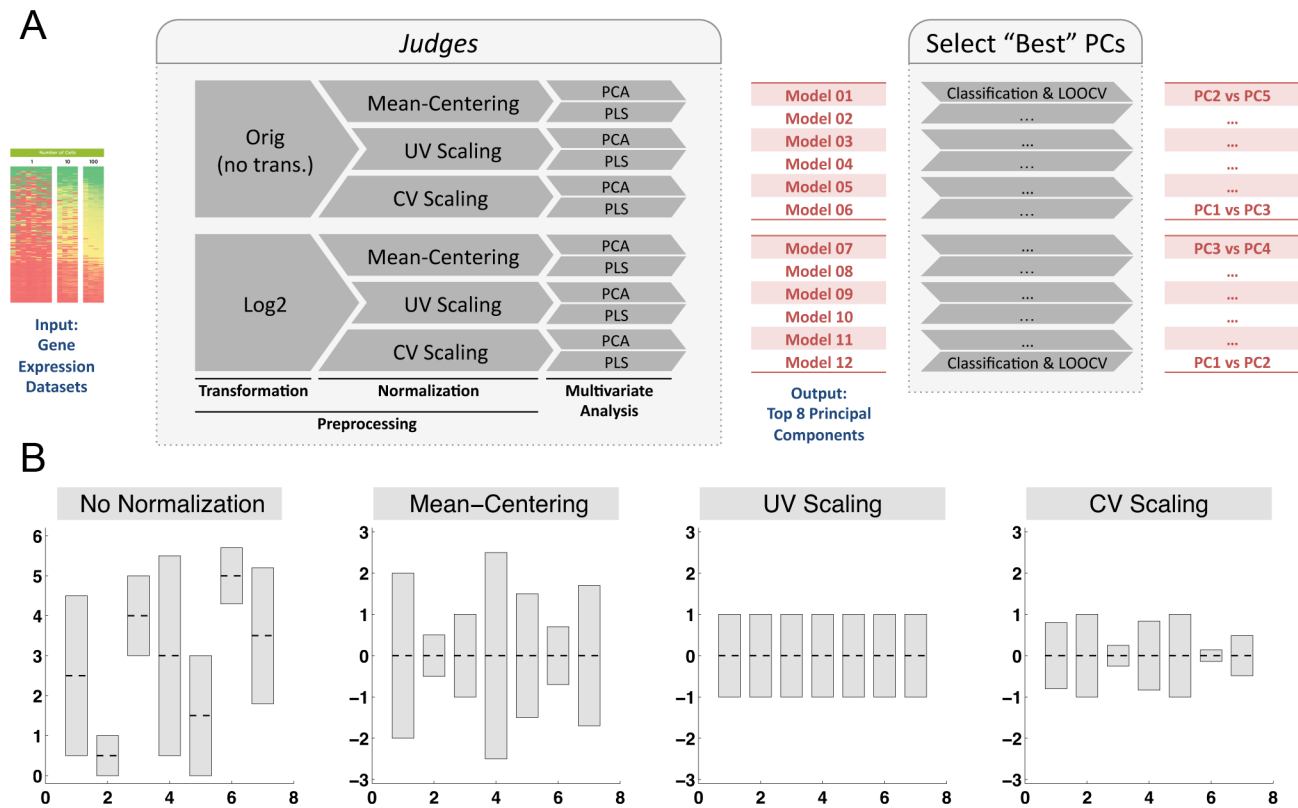 A
Judges
Select “Best” PCs
Number of Cells
1 10 100
Input:
Gene
Expression
Datasets
Orig
(no trans.)
Mean-Centering
PCA
PLS
UV Scaling
PCA
PLS
CV Scaling
PCA
PLS
Log2
Mean-Centering
PCA
PLS
UV Scaling
PCA
PLS
CV Scaling
PCA
PLS
Transformation
Normalization
Multivariate
Analysis
Preprocessing
Model 01
Model 02
Model 03
Model 04
Model 05
Model 06
Model 07
Model 08
Model 09
Model 10
Model 11
Model 12
Output:
Top 8 Principal
Components
Classification & LOOCV
...
...
...
...
...
...
...
...
...
...
Classification & LOOCV
PC2 vs PC5
...
...
...
...
PC1 vs PC3
PC3 vs PC4
...
...
...
...
PC1 vs PC2
B
No Normalization
6
5
4
3
2
1
0
0 2 4 6 8
Mean−Centering
3
2
1
0
−1
−2
−3
0 2 4 6 8
UV Scaling
3
2
1
0
−1
−2
−3
0 2 4 6 8
CV Scaling
3
2
1
0
−1
−2
−3
0 2 4 6 8